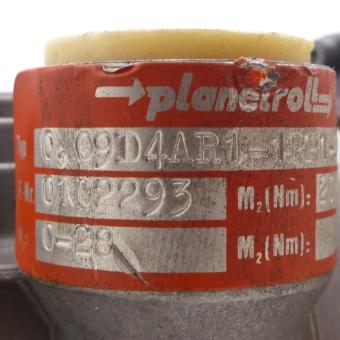 planetroll
Typ 0,09D4AR1-
-Nr. 0102293 M₂(Nm):
0-28 M₂(Nm):